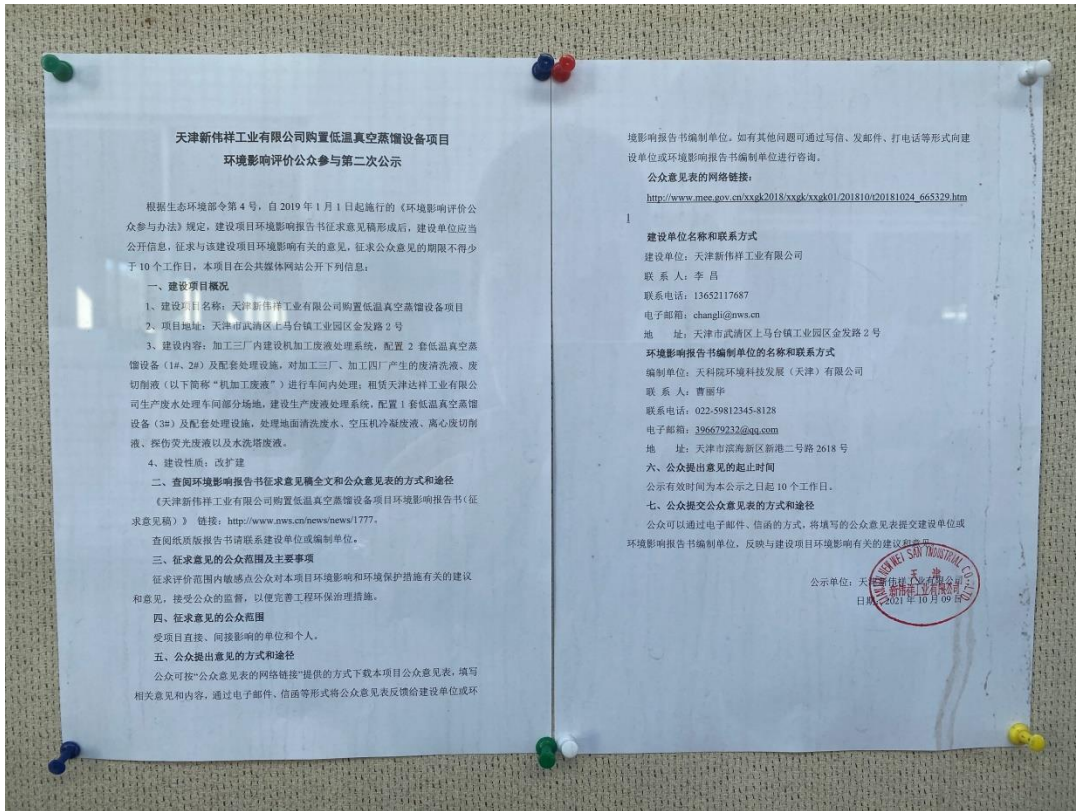 天津新伟祥工业有限公司购置低温真空蒸馏设备项目
环境影响评价公众参与第二次公示
根据生态环境部令第 4 号，自 2019 年 1 月 1 日起施行的《环境影响评价公
众参与办法》规定，建设项目环境影响报告书征求意见稿形成后，建设单位应当
公开信息，征求与该建设项目环境影响有关的意见，征求公众意见的期限不得少
于 10 个工作日，本项目在公共媒体网站公开下列信息：
一、建设项目概况
1、建设项目名称：天津新伟祥工业有限公司购置低温真空蒸馏设备项目
2、项目地址：天津市武清区上马台镇工业园区金发路 2 号
3、建设内容：加工三厂内建设机加工废液处理系统，配置 2 套低温真空蒸
馏设备（1#、2#）及配套处理设施，对加工三厂、加工四厂产生的废清洗液、废
切削液（以下简称“机加工废液”）进行车间内处理；租赁天津达祥工业有限公
司生产废水处理车间部分场地，建设生产废液处理系统，配置 1 套低温真空蒸馏
设备（3#）及配套处理设施，处理地面清洗废水、空压机冷凝废液、离心废切削
液、探伤荧光废液以及水洗塔废液。
4、建设性质：改扩建
二、查阅环境影响报告书征求意见稿全文和公众意见表的方式和途径
《天津新伟祥工业有限公司购置低温真空蒸馏设备项目环境影响报告书（征
求意见稿）》 链接：http://www.nws.cn/news/news/1777。
查阅纸质版报告书请联系建设单位或编制单位。
三、征求意见的公众范围及主要事项
征求评价范围内敏感点公众对本项目环境影响和环境保护措施有关的建议
和意见，接受公众的监督，以便完善工程环保治理措施。
四、征求意见的公众范围
受项目直接、间接影响的单位和个人。
五、公众提出意见的方式和途径
公众可按“公众意见表的网络链接”提供的方式下载本项目公众意见表，填写
相关意见和内容，通过电子邮件、信函等形式将公众意见表反馈给建设单位或环
境影响报告书编制单位。如有其他问题可通过写信、发邮件、打电话等形式向建
设单位或环境影响报告书编制单位进行咨询。
公众意见表的网络链接：
http://www.mee.gov.cn/xxgk2018/xxgk/xxgk01/201810/t20181024_665329.htm
l
建设单位名称和联系方式
建设单位：天津新伟祥工业有限公司
联 系 人：李 昌
联系电话：13652117687
电子邮箱：changli@nws.cn
地 址：天津市武清区上马台镇工业园区金发路 2 号
环境影响报告书编制单位的名称和联系方式
编制单位：天科院环境科技发展（天津）有限公司
联 系 人：曹丽华
联系电话：022-59812345-8128
电子邮箱：396679232@qq.com
地 址：天津市滨海新区新港二号路 2618 号
六、公众提出意见的起止时间
公示有效时间为本公示之日起 10 个工作日。
七、公众提交公众意见表的方式和途径
公众可以通过电子邮件、信函的方式，将填写的公众意见表提交建设单位或
环境影响报告书编制单位，反映与建设项目环境影响有关的建议和意见。
公示单位：天津新伟祥工业有限公司
日期：2021 年 10 月 09 日
TIANJIN NEW WEI SAN INDUSTRIAL CO.,LTD.
天津
新伟祥工业有限公司